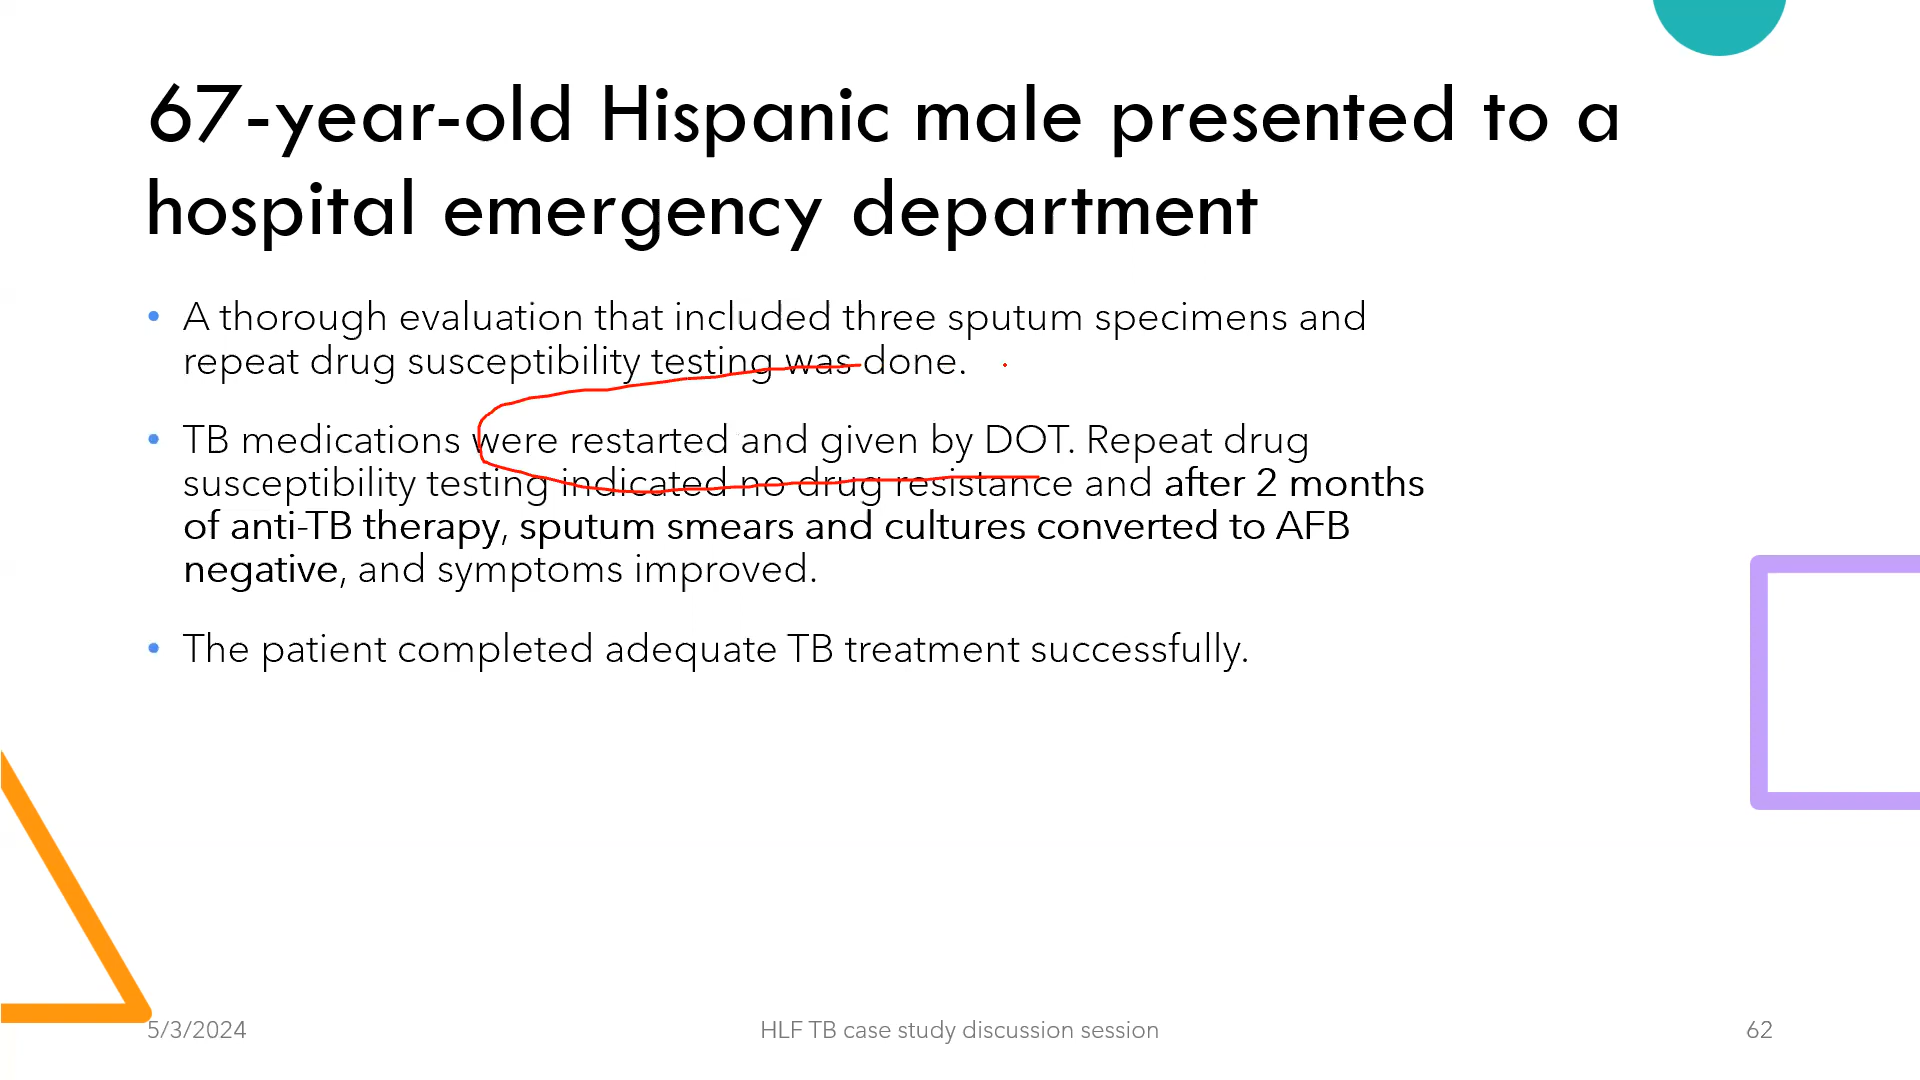 67-year-old Hispanic male presented to a
hospital emergency department
• A thorough evaluation that included three sputum specimens and
repeat drug susceptibility testing was done.
• TB medications were restarted and given by DOT. Repeat drug
susceptibility testing indicated no drug resistance and after 2 months
of anti-TB therapy, sputum smears and cultures converted to AFB
negative, and symptoms improved.
• The patient completed adequate TB treatment successfully.
5/3/2024
HLF TB case study discussion session
62